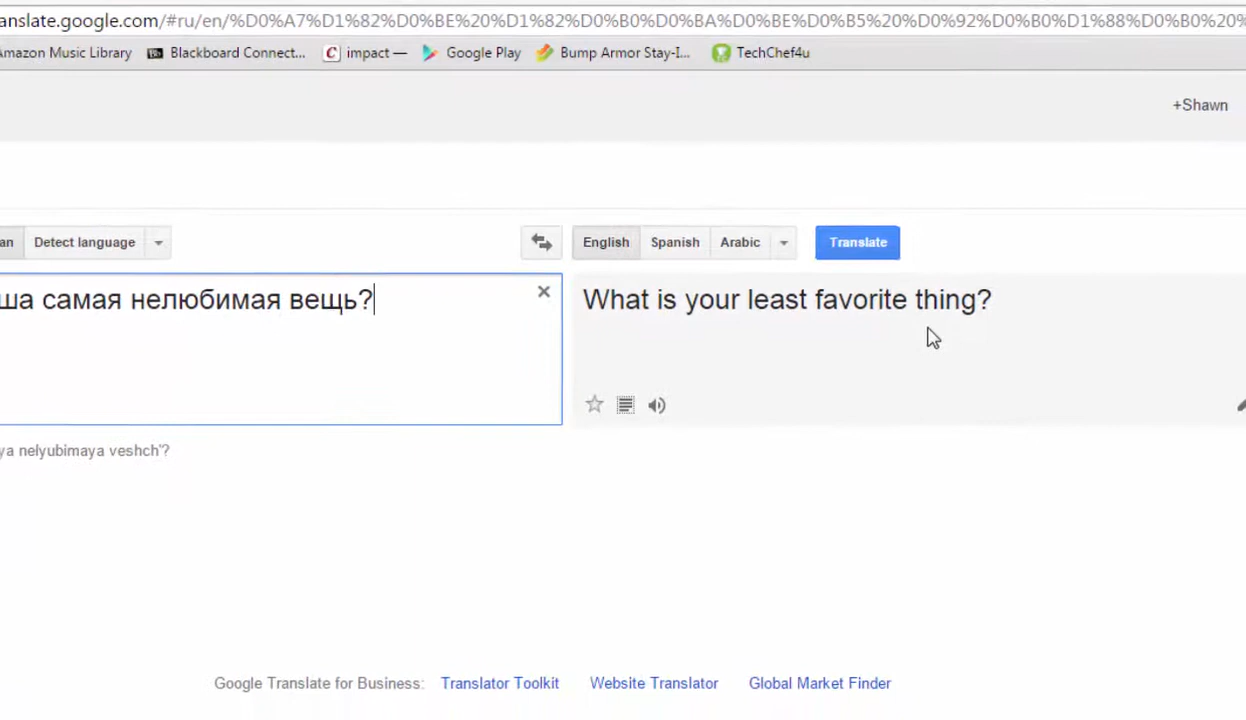 anslate.google.com/#ru/en/%D0%A7%D1%82%D0%BE%20%D1%82%D0%B0%D0%BA%D0%BE%D0%B5%20%D0%92%D0%B0%D1%88%D0%B0%20%
Amazon Music Library Blackboard Connect... impact — Google Play Bump Armor Stay-I... TechChef4u
+Shawn
an Detect language English Spanish Arabic Translate
ша самая нелюбимая вещь? What is your least favorite thing?
ya nelyubimaya veshch'?
Google Translate for Business: Translator Toolkit Website Translator Global Market Finder